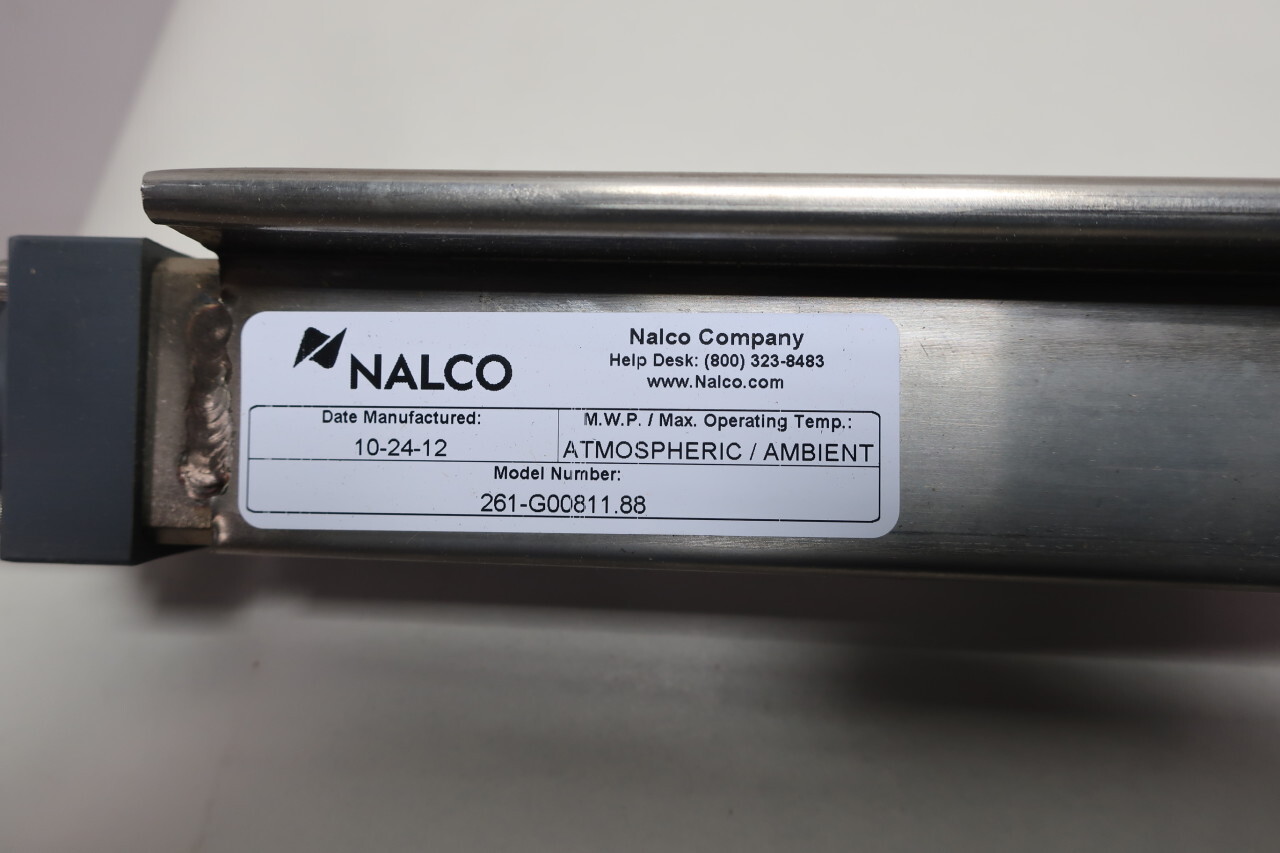 NALCO
Nalco Company
Help Desk: (800) 323-8483
www.Nalco.com
Date Manufactured:
10-24-12
M.W.P. / Max. Operating Temp.:
ATMOSPHERIC / AMBIENT
Model Number:
261-G00811.88